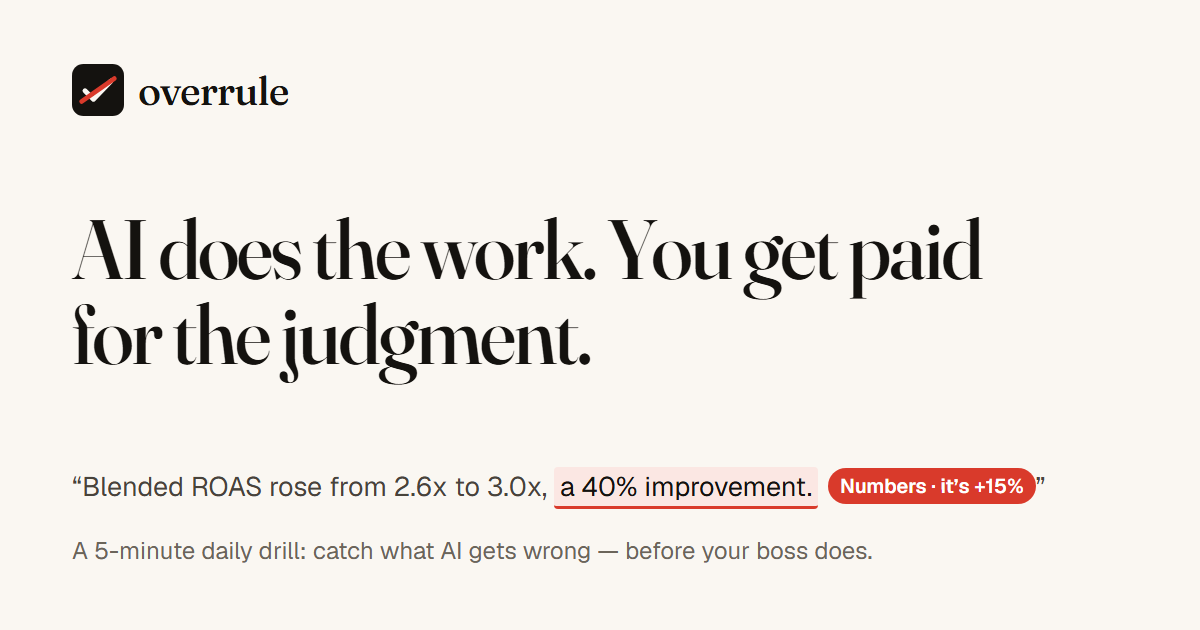 overrule
AI does the work. You get paid
for the judgment.
“Blended ROAS rose from 2.6x to 3.0x, a 40% improvement. Numbers · it’s +15%”
A 5-minute daily drill: catch what AI gets wrong — before your boss does.